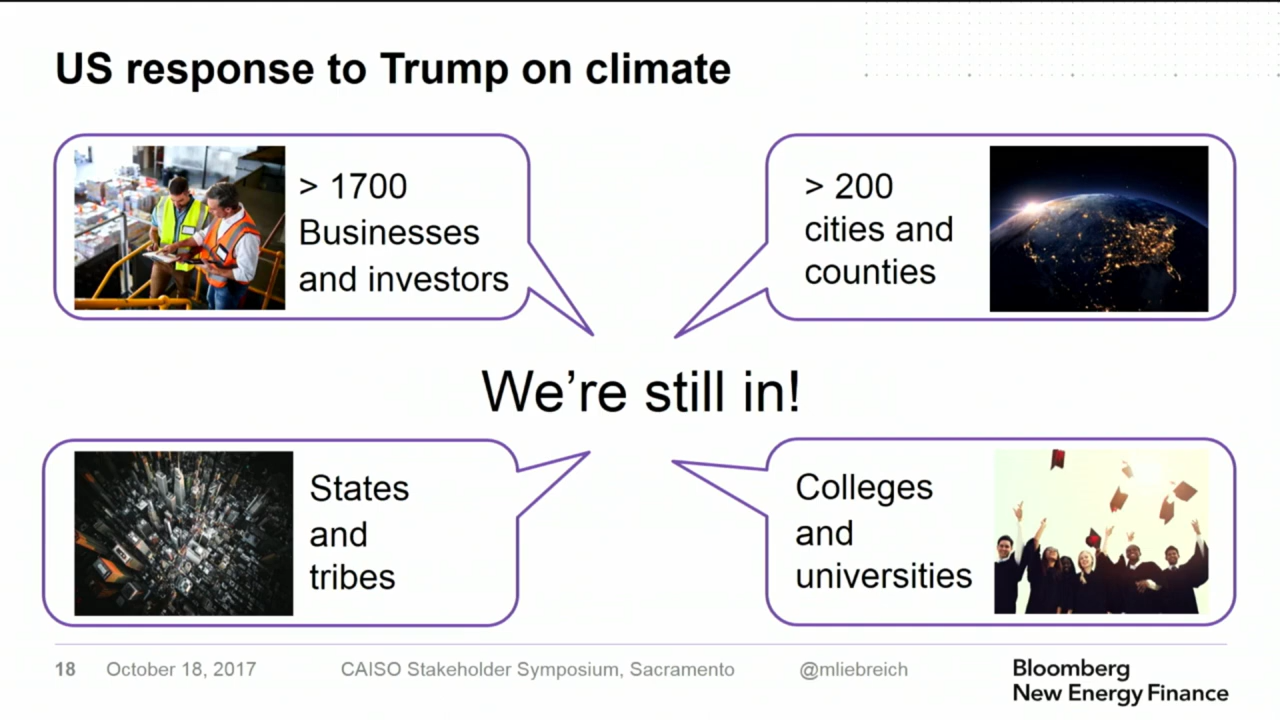 US response to Trump on climate
> 1700
Businesses
and investors
> 200
cities and
counties
We're still in!
States
and
tribes
Colleges
and
universities
18 October 18, 2017 CAISO Stakeholder Symposium, Sacramento @mliebreich
Bloomberg
New Energy Finance